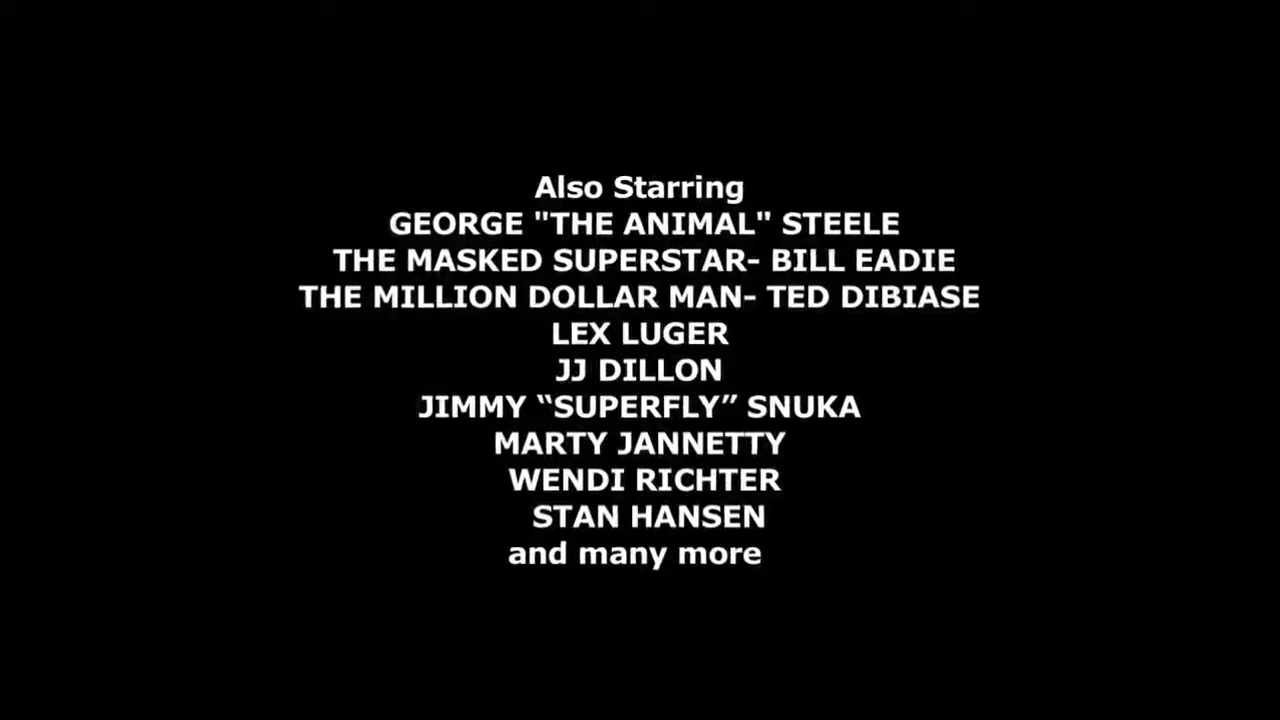 Also Starring
GEORGE "THE ANIMAL" STEELE
THE MASKED SUPERSTAR- BILL EADIE
THE MILLION DOLLAR MAN- TED DIBIASE
LEX LUGER
JJ DILLON
JIMMY “SUPERFLY” SNUKA
MARTY JANNETTY
WENDI RICHTER
STAN HANSEN
and many more